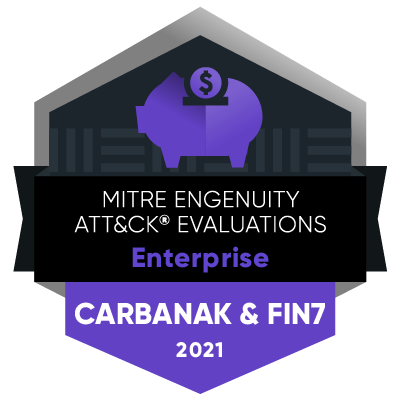 $
MITRE ENGENUITY
ATT&CK® EVALUATIONS
Enterprise
CARBANAK & FIN7
2021